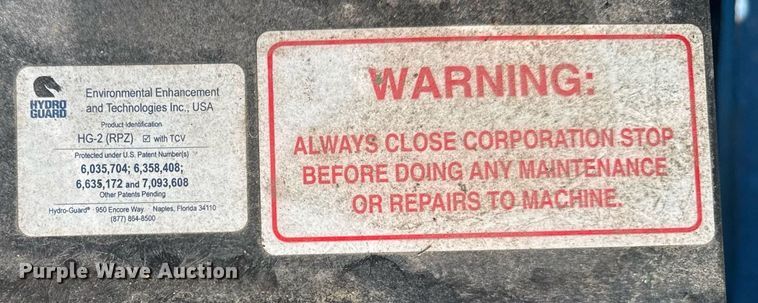 HYDRO
GUARD
Environmental Enhancement
and Technologies Inc., USA
Product Identification
HG-2 (RPZ) ☑ with TCV
Protected under U.S. Patent Number(s)
6,035,704; 6,358,408;
6,635,172 and 7,093,608
Other Patents Pending
Hydro-Guard® 950 Encore Way Naples, Florida 34110
(877) 864-8500
WARNING:
ALWAYS CLOSE CORPORATION STOP
BEFORE DOING ANY MAINTENANCE
OR REPAIRS TO MACHINE.
Purple Wave Auction